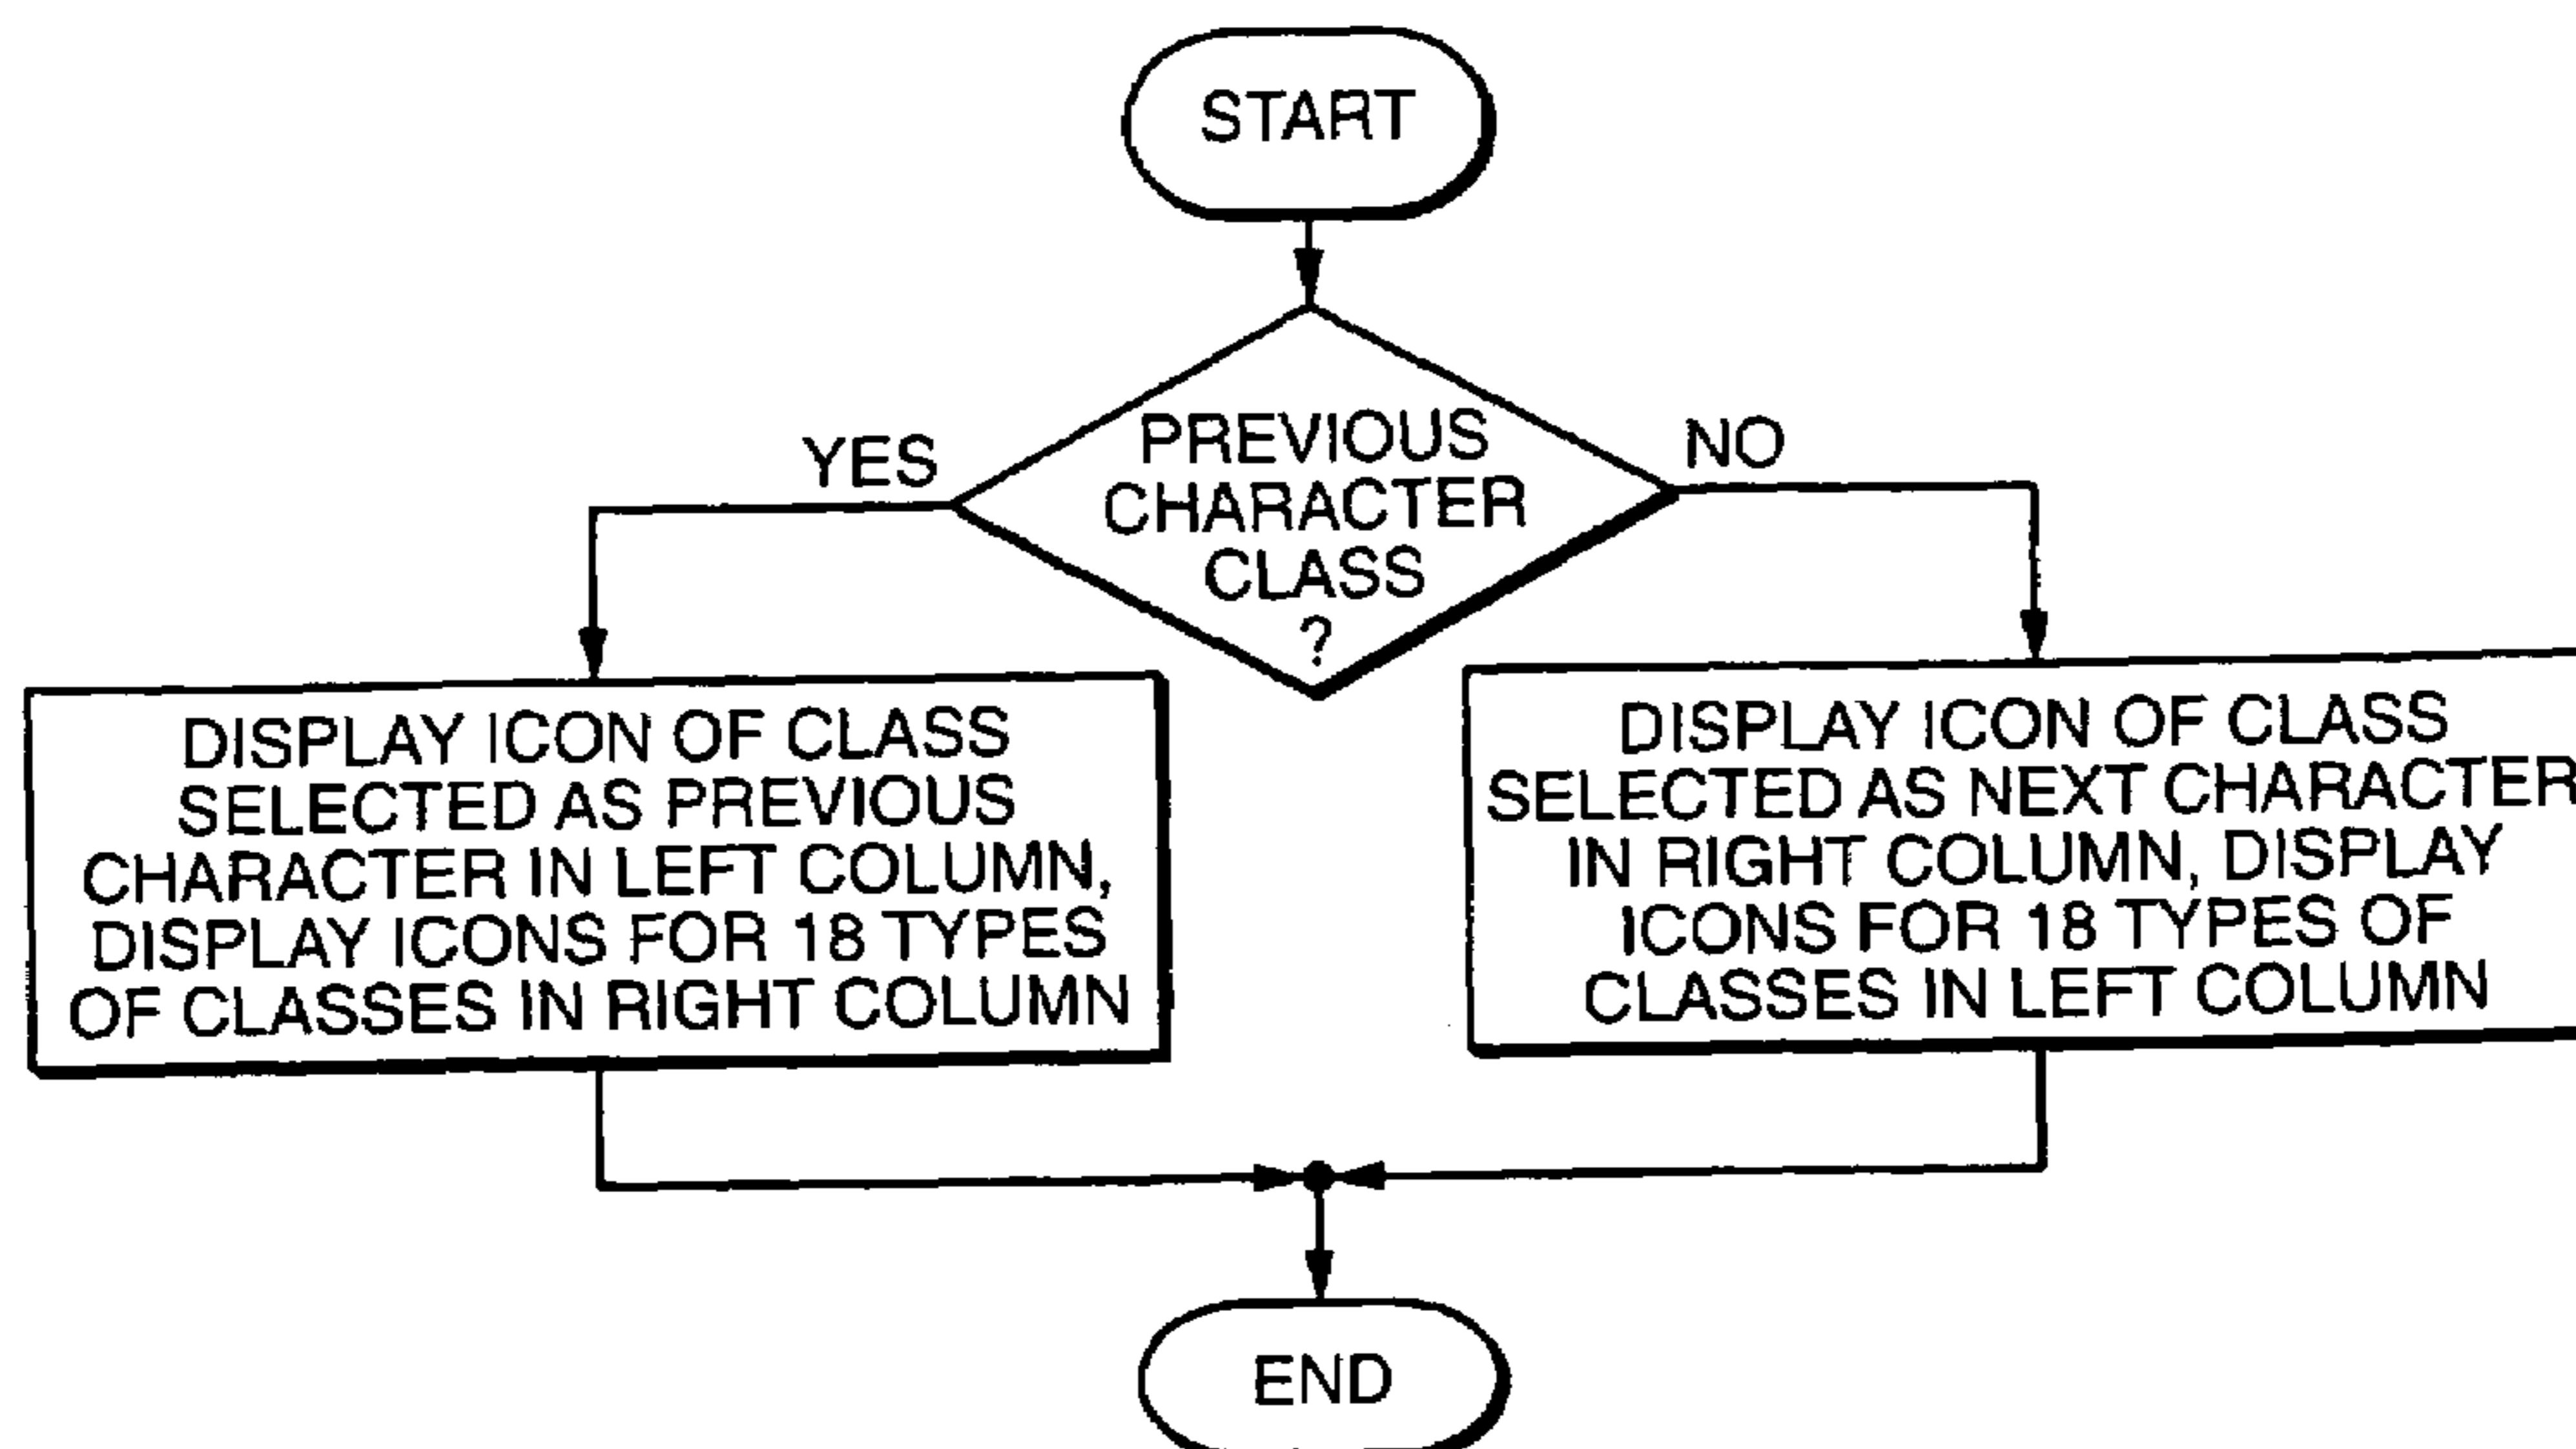 START
PREVIOUS
CHARACTER
CLASS
?
YES
NO
DISPLAY ICON OF CLASS
SELECTED AS PREVIOUS
CHARACTER IN LEFT COLUMN,
DISPLAY ICONS FOR 18 TYPES
OF CLASSES IN RIGHT COLUMN
DISPLAY ICON OF CLASS
SELECTED AS NEXT CHARACTER
IN RIGHT COLUMN, DISPLAY
ICONS FOR 18 TYPES OF
CLASSES IN LEFT COLUMN
END